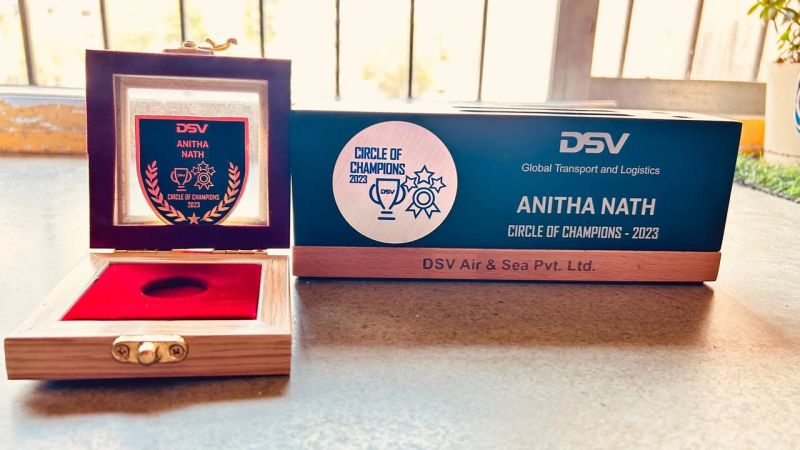 DSV
ANITHA
NATH
CIRCLE OF CHAMPIONS
2023
CIRCLE OF
CHAMPIONS
2023
DSV
DSV
Global Transport and Logistics
ANITHA NATH
CIRCLE OF CHAMPIONS - 2023
DSV Air & Sea Pvt. Ltd.